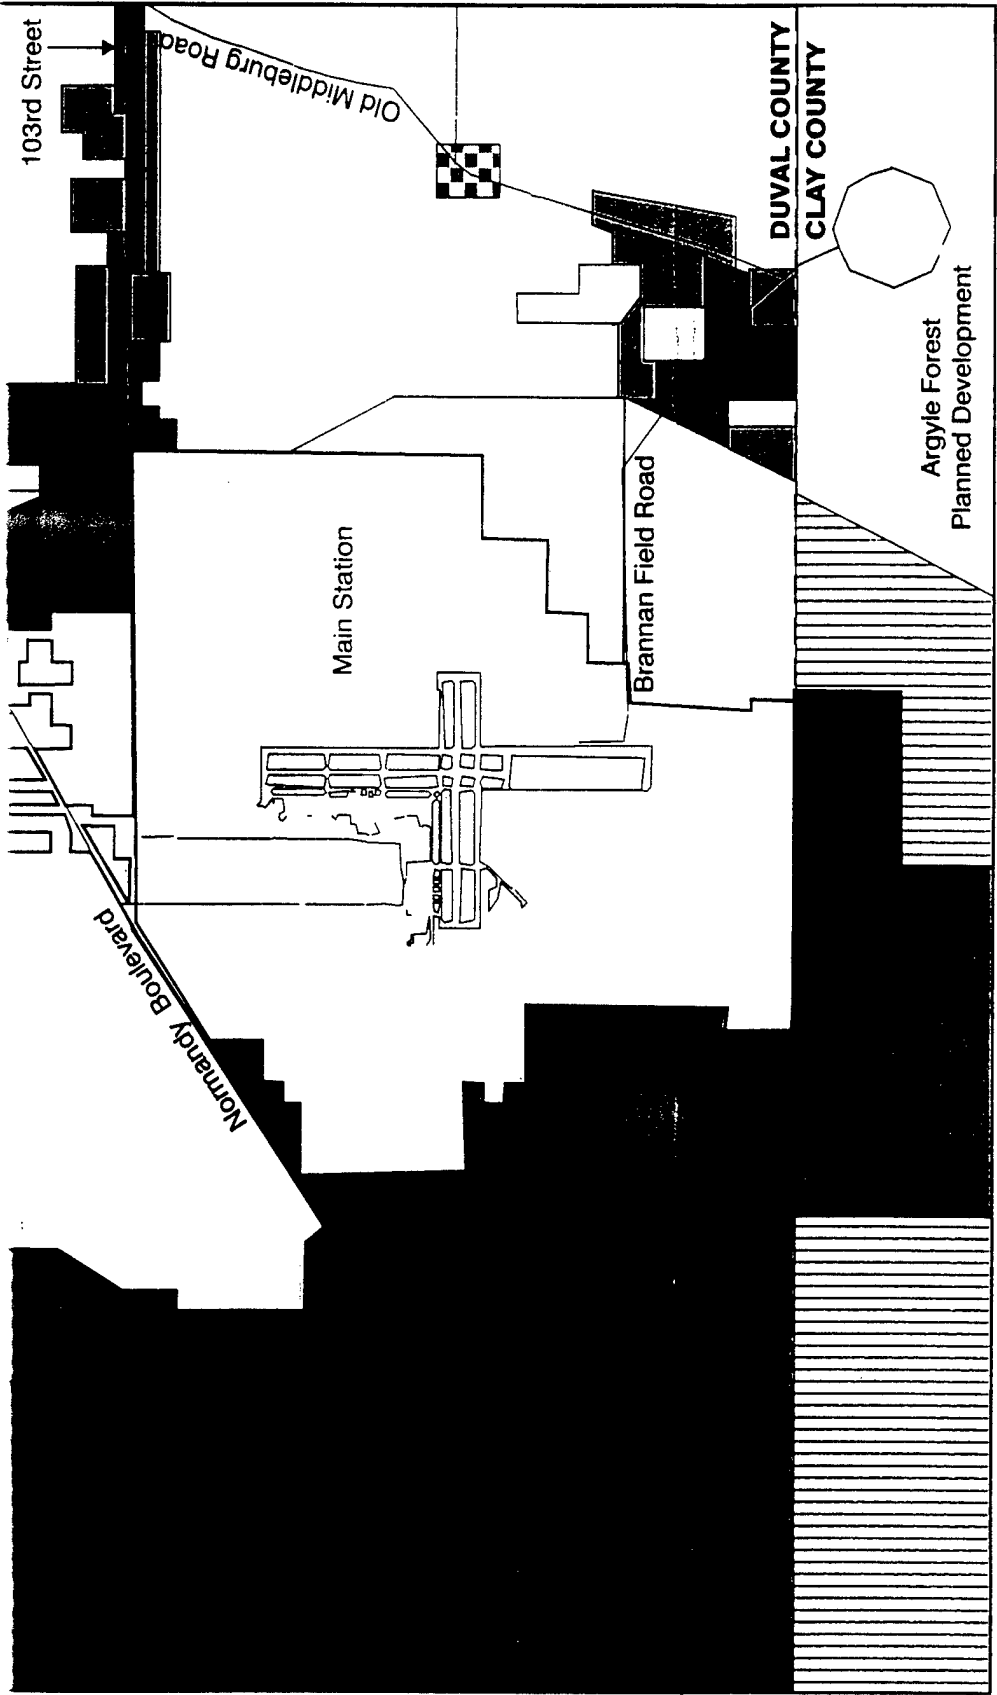 103rd Street
Old Middleburg Road
DUVAL COUNTY
CLAY COUNTY
Argyle Forest
Planned Development
Main Station
Brannan Field Road
Normandy Boulevard